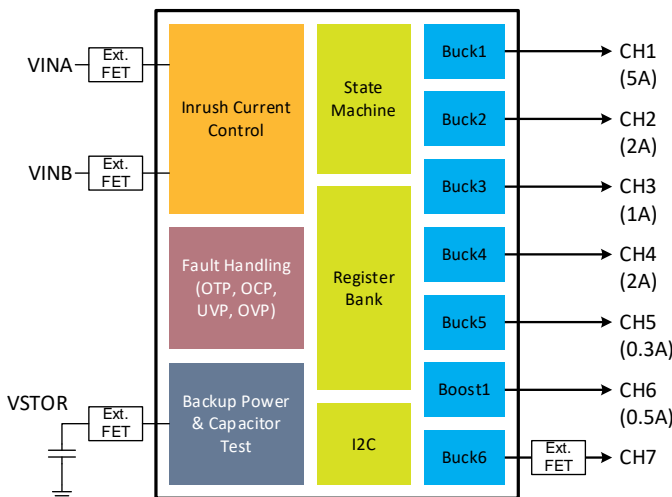 VINA
Ext.
FET
VINB
Ext.
FET
VSTOR
Ext.
FET
Inrush Current
Control
Fault Handling
(OTP, OCP,
UVP, OVP)
Backup Power
& Capacitor
Test
State
Machine
Register
Bank
I2C
Buck1
Buck2
Buck3
Buck4
Buck5
Boost1
Buck6
Ext.
FET
CH1
(5A)
CH2
(2A)
CH3
(1A)
CH4
(2A)
CH5
(0.3A)
CH6
(0.5A)
CH7